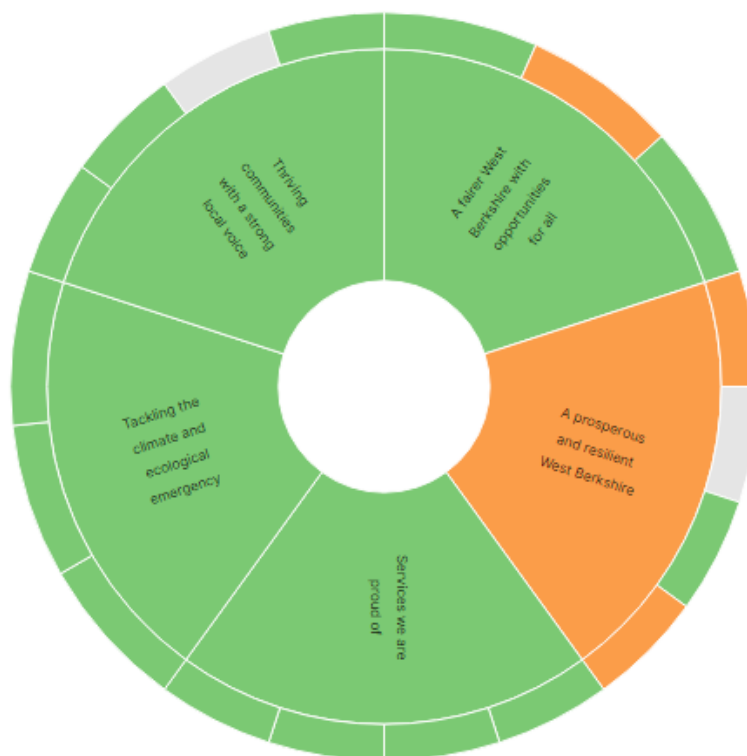 Thriving
communities
with a strong
local voice
A fairer West
Berkshire with
opportunities
for all
A prosperous
and resilient
West Berkshire
Services we are
proud of
Tackling the
climate and
ecological
emergency